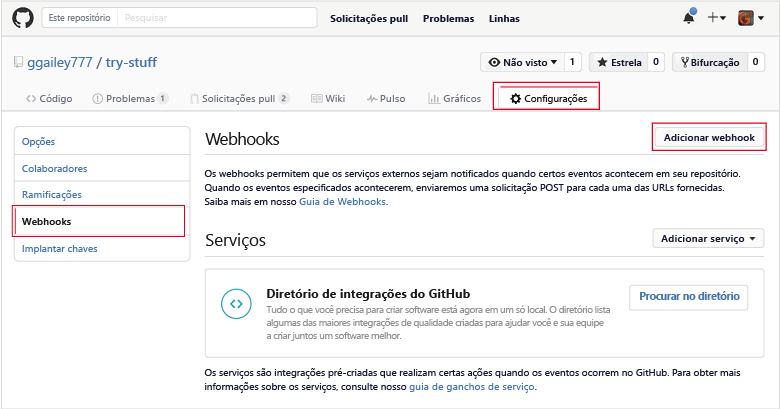 Este repositório Pesquisar Solicitações pull Problemas Linhas
ggailey777 / try-stuff Não visto 1 Estrela 0 Bifurcação 0
Código Problemas 1 Solicitações pull 2 Wiki Pulso Gráficos Configurações
Opções
Colaboradores
Ramificações
Webhooks
Implantar chaves
Webhooks Adicionar webhook
Os webhooks permitem que os serviços externos sejam notificados quando certos eventos acontecem em seu repositório.
Quando os eventos especificados acontecerem, enviaremos uma solicitação POST para cada uma das URLs fornecidas.
Saiba mais em nosso Guia de Webhooks.
Serviços Adicionar serviço
Diretório de integrações do GitHub Procurar no diretório
Tudo o que você precisa para criar software está agora em um só local. O diretório lista
algumas das maiores integrações de qualidade criadas para ajudar você e sua equipe
a criar juntos um software melhor.
Os serviços são integrações pré-criadas que realizam certas ações quando os eventos ocorrem no GitHub. Para obter mais
informações sobre os serviços, consulte nosso guia de ganchos de serviço.